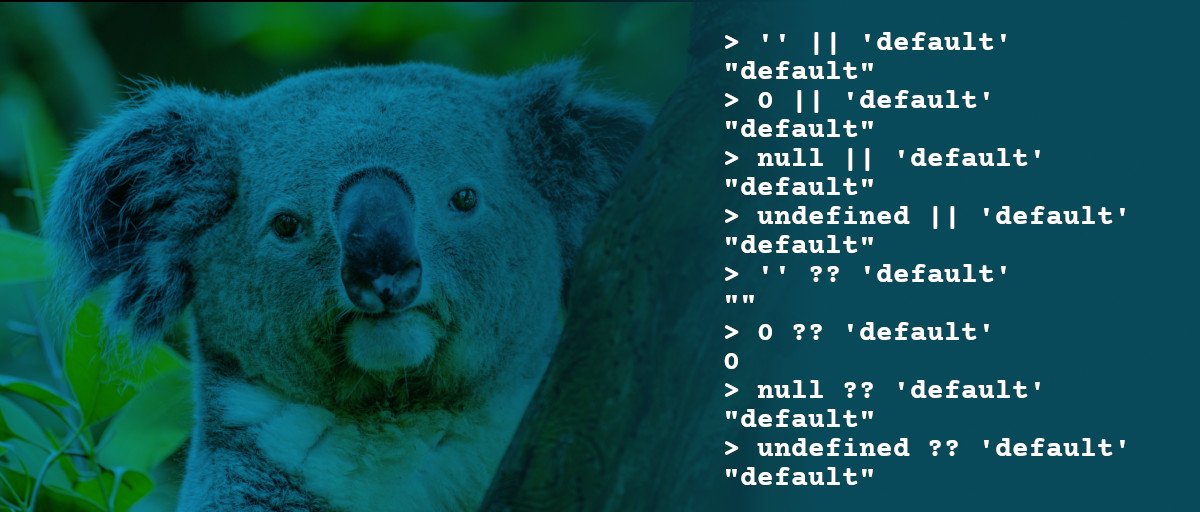 > '' || 'default'
"default"
> 0 || 'default'
"default"
> null || 'default'
"default"
> undefined || 'default'
"default"
> '' ?? 'default'
""
> 0 ?? 'default'
0
> null ?? 'default'
"default"
> undefined ?? 'default'
"default"